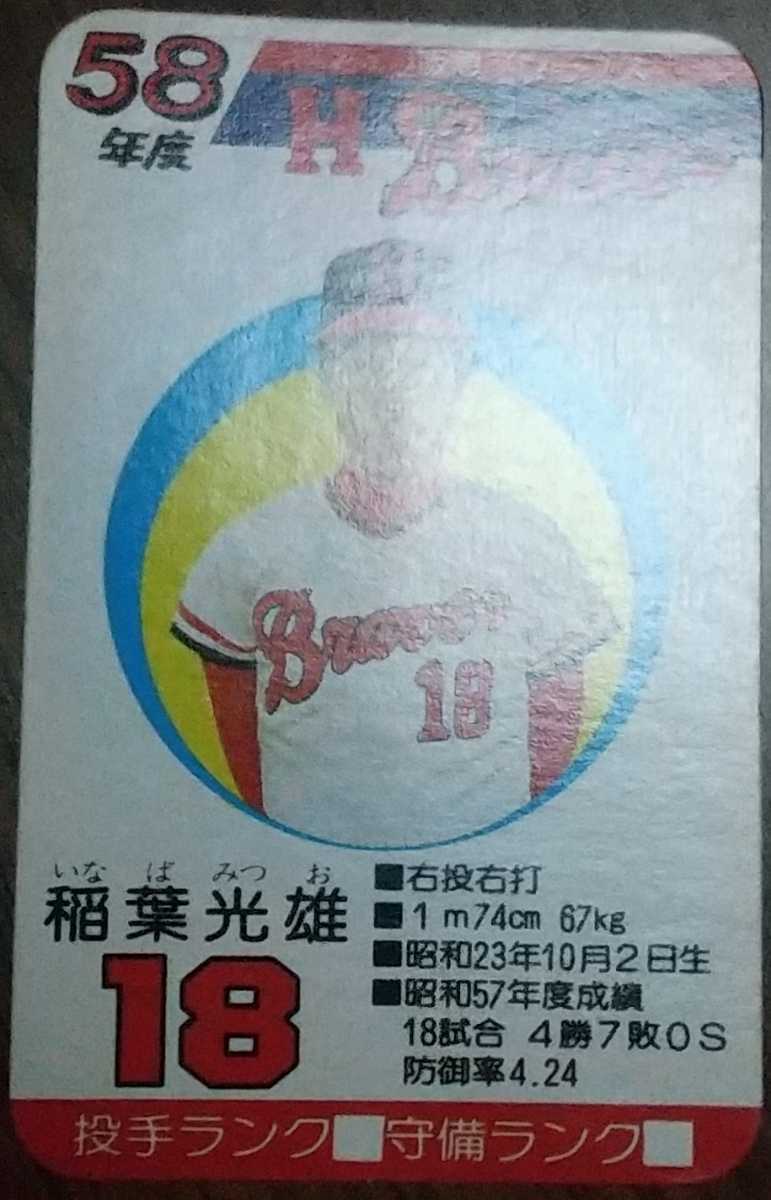 58
年度
H Braves
Braves
18
いなばみつお
稲葉光雄
18
■右投右打
■1m74cm 67kg
■昭和23年10月2日生
■昭和57年度成績
18試合 4勝7敗0S
防御率4.24
投手ランク 守備ランク